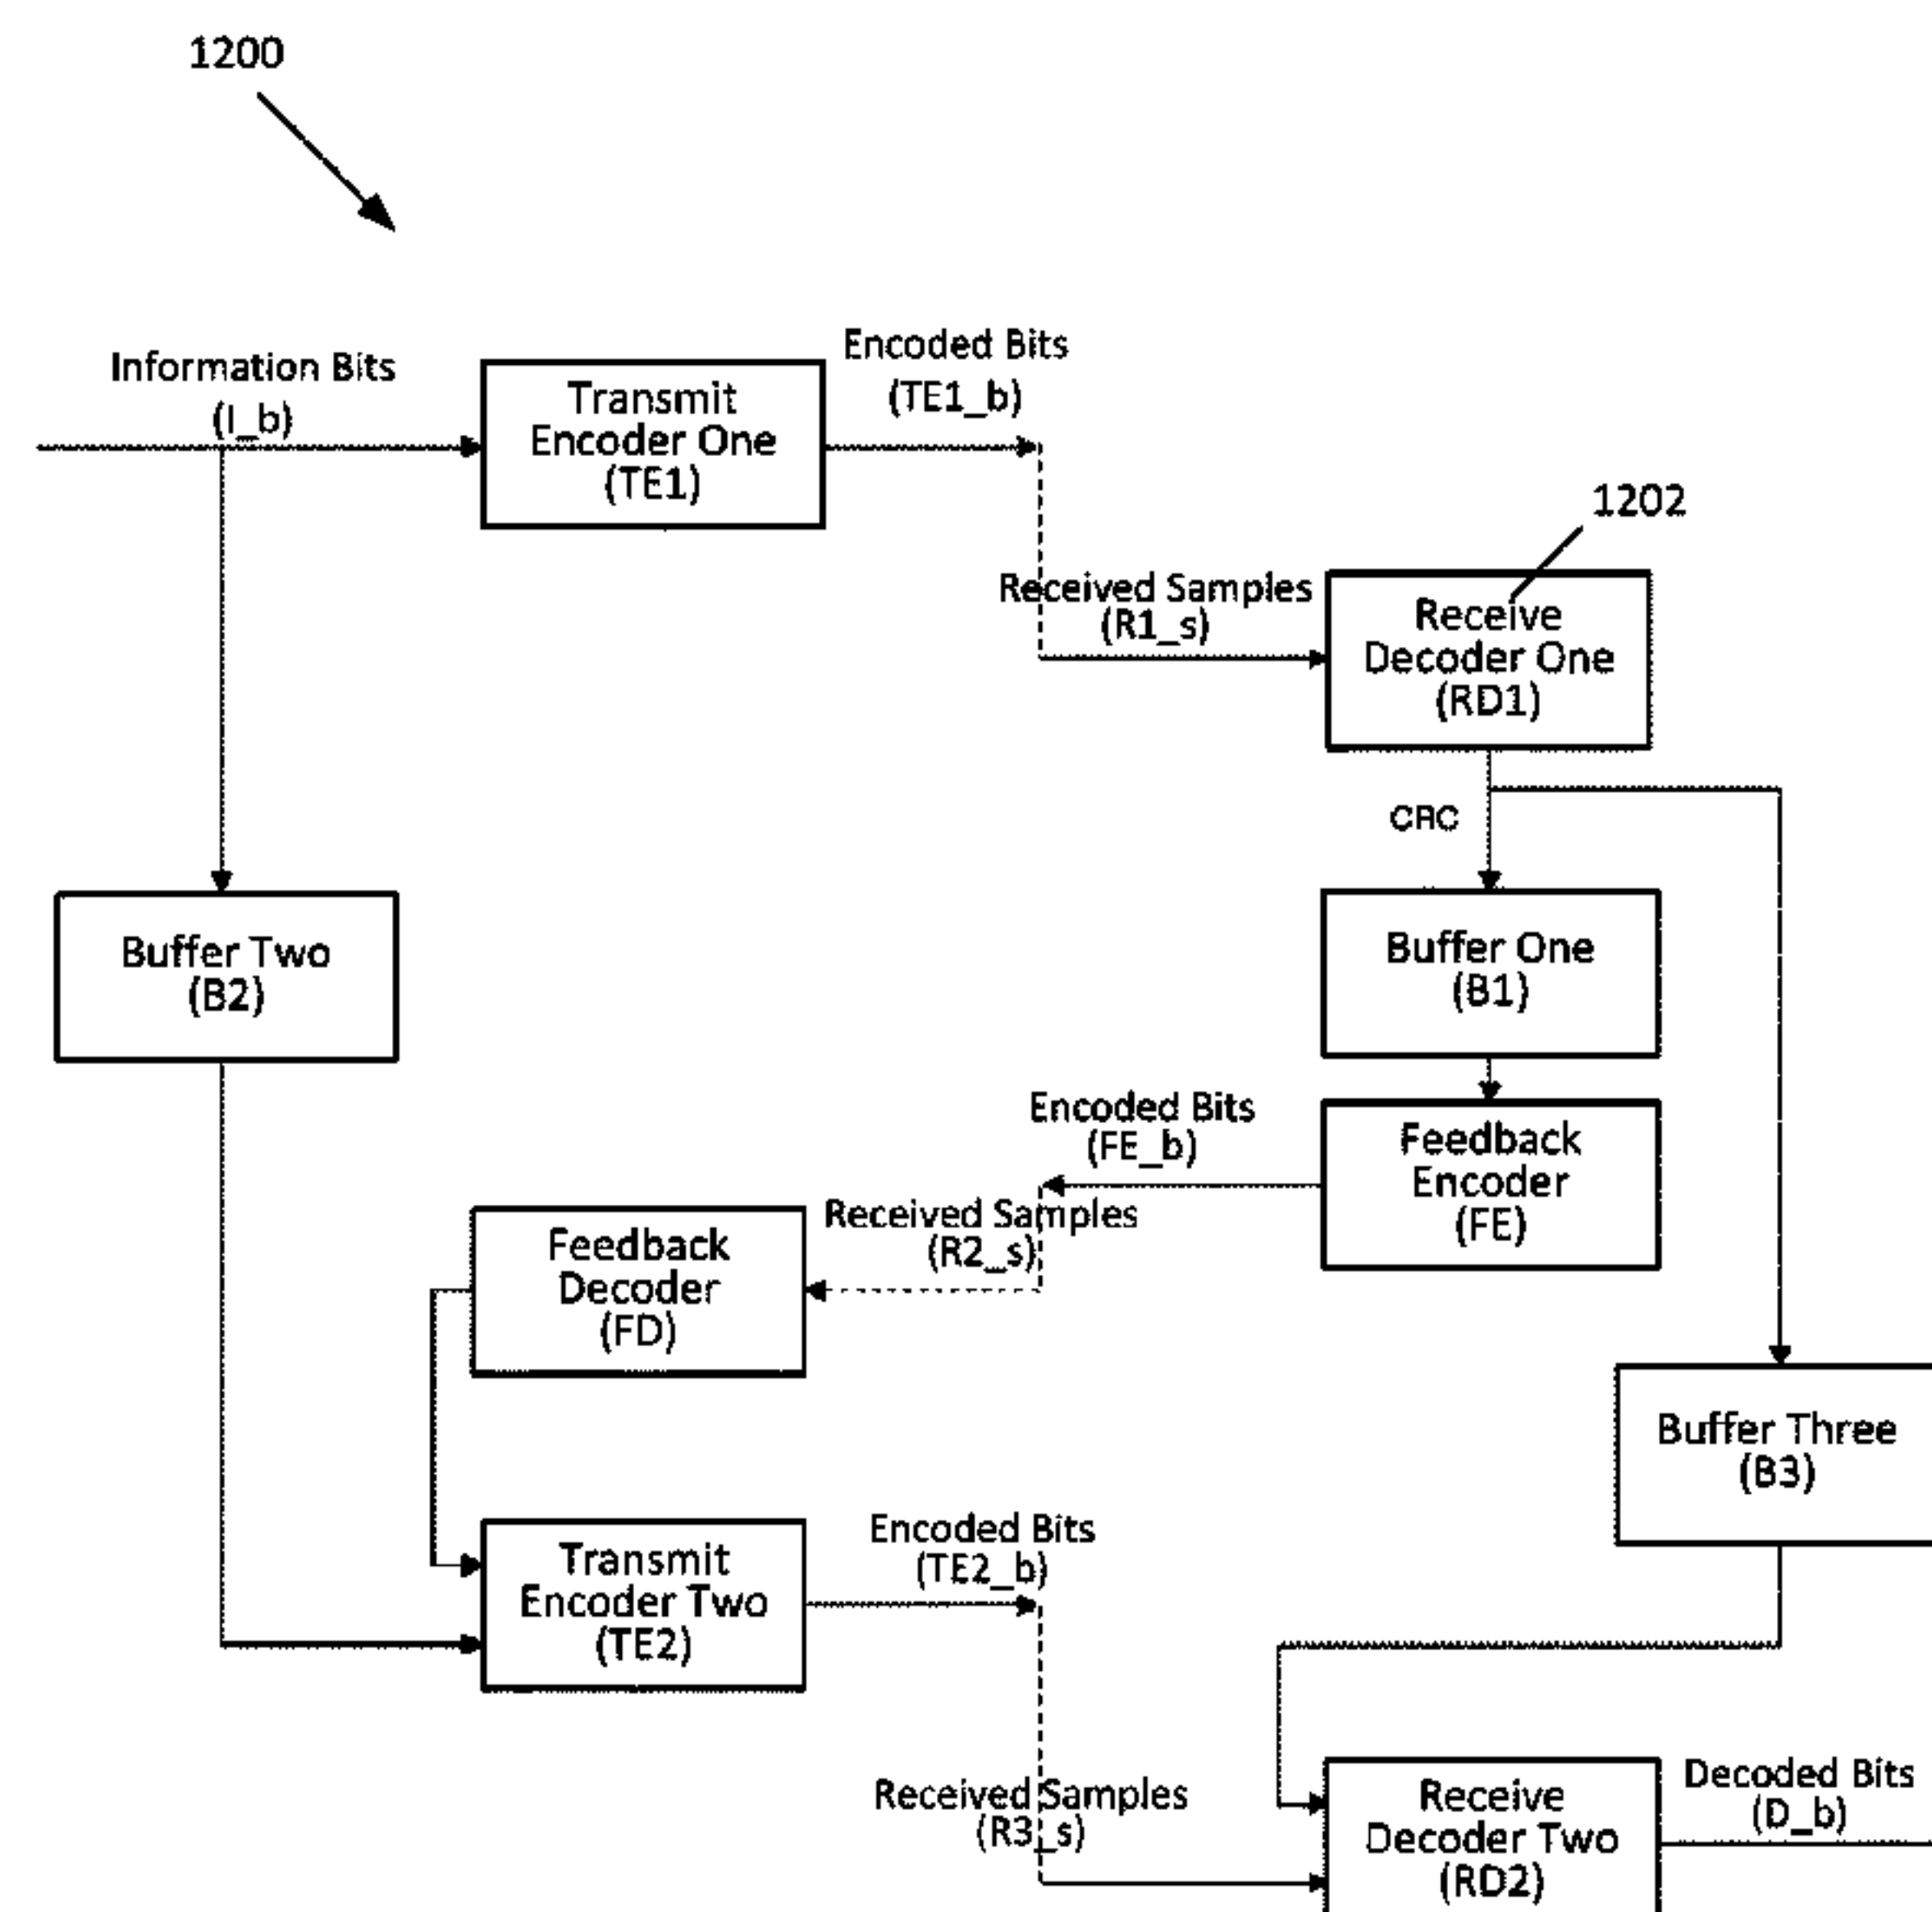 1200
Information Bits
(I_b)
Transmit
Encoder One
(TE1)
Encoded Bits
(TE1_b)
1202
Received Samples
(R1_s)
Receive
Decoder One
(RD1)
CRC
Buffer Two
(B2)
Buffer One
(B1)
Encoded Bits
(FE_b)
Feedback
Encoder
(FE)
Received Samples
(R2_s)
Feedback
Decoder
(FD)
Buffer Three
(B3)
Transmit
Encoder Two
(TE2)
Encoded Bits
(TE2_b)
Received Samples
(R3_s)
Receive
Decoder Two
(RD2)
Decoded Bits
(D_b)